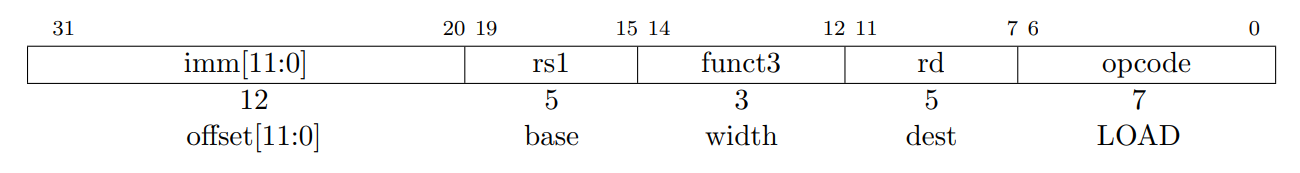 31 20 19 15 14 12 11 7 6 0
imm[11:0] rs1 funct3 rd opcode
12 5 3 5 7
offset[11:0] base width dest LOAD